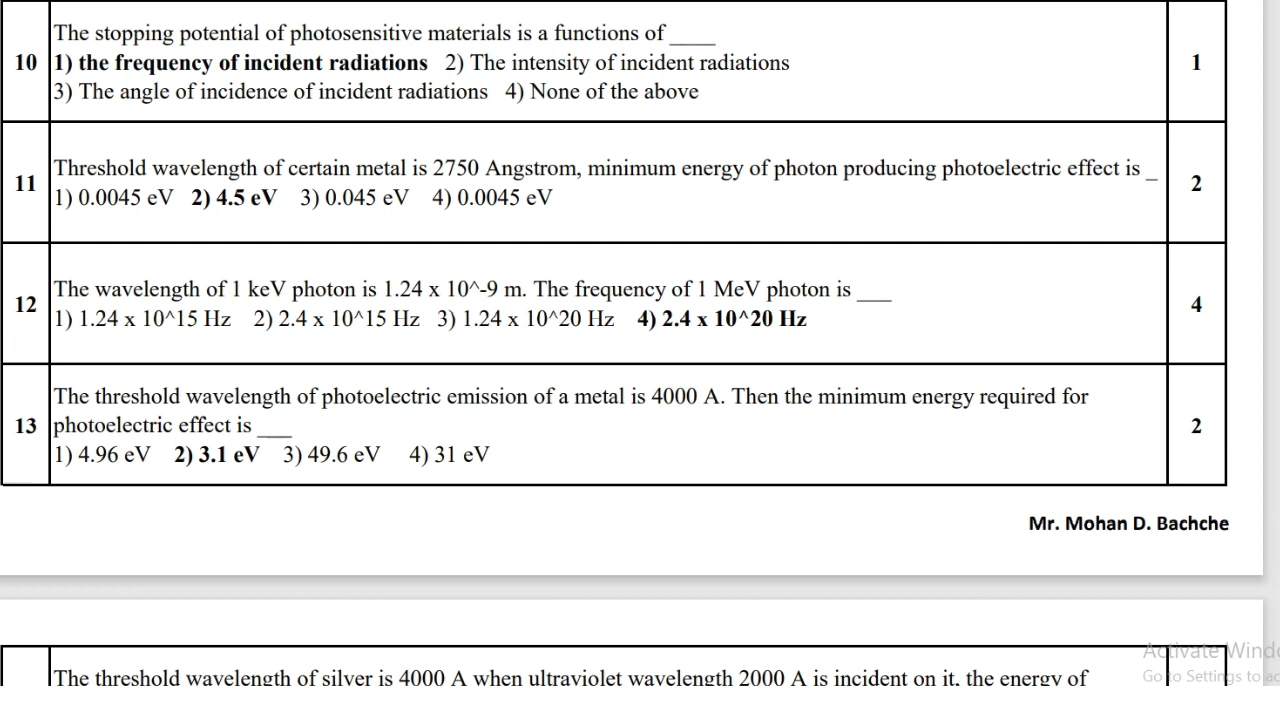 The stopping potential of photosensitive materials is a functions of ____
10 1) the frequency of incident radiations 2) The intensity of incident radiations 1
3) The angle of incidence of incident radiations 4) None of the above
Threshold wavelength of certain metal is 2750 Angstrom, minimum energy of photon producing photoelectric effect is _
11 2
1) 0.0045 eV 2) 4.5 eV 3) 0.045 eV 4) 0.0045 eV
The wavelength of 1 keV photon is 1.24 x 10^-9 m. The frequency of 1 MeV photon is ___
12 4
1) 1.24 x 10^15 Hz 2) 2.4 x 10^15 Hz 3) 1.24 x 10^20 Hz 4) 2.4 x 10^20 Hz
The threshold wavelength of photoelectric emission of a metal is 4000 A. Then the minimum energy required for
13 photoelectric effect is ___ 2
1) 4.96 eV 2) 3.1 eV 3) 49.6 eV 4) 31 eV
Mr. Mohan D. Bachche
Activate Windo
The threshold wavelength of silver is 4000 A when ultraviolet wavelength 2000 A is incident on it, the energy of
Go to Settings to ac